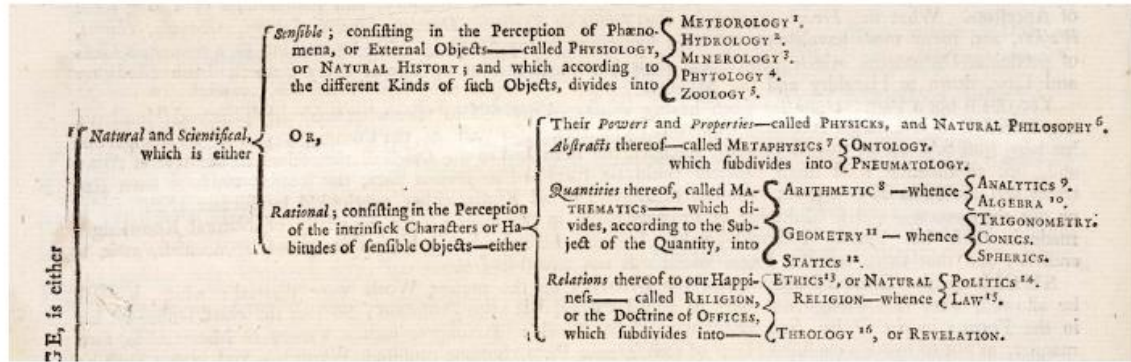 Senſible ; conſiſting in the Perception of Phæno-
mena, or External Objects——called PHYSIOLOGY,
or NATURAL HISTORY ; and which according to
the different Kinds of ſuch Objects, divides into
METEOROLOGY ¹.
HYDROLOGY ².
MINEROLOGY ³.
PHYTOLOGY ⁴.
ZOOLOGY ⁵.
Natural and Scientifical,
which is either
OR,
Rational ; conſiſting in the Perception
of the intrinſick Characters or Ha-
bitudes of ſenſible Objects—either
Their Powers and Properties—called PHYSICKS, and NATURAL PHILOSOPHY ⁶.
Abſtracts thereof—called METAPHYSICS ⁷
which ſubdivides into
ONTOLOGY.
PNEUMATOLOGY.
Quantities thereof, called MA-
THEMATICS—— which di-
vides, according to the Sub-
ject of the Quantity, into
ARITHMETIC ⁸ —whence
ANALYTICS ⁹.
ALGEBRA ¹⁰.
GEOMETRY ¹¹ — whence
TRIGONOMETRY.
CONICS.
SPHERICS.
STATICS ¹².
Relations thereof to our Happi-
neſs—— called RELIGION,
or the Doctrine of OFFICES,
which ſubdivides into—
ETHICS ¹³, or NATURAL
RELIGION—whence
POLITICS ¹⁴.
LAW ¹⁵.
THEOLOGY ¹⁶, or REVELATION.
GE, is either